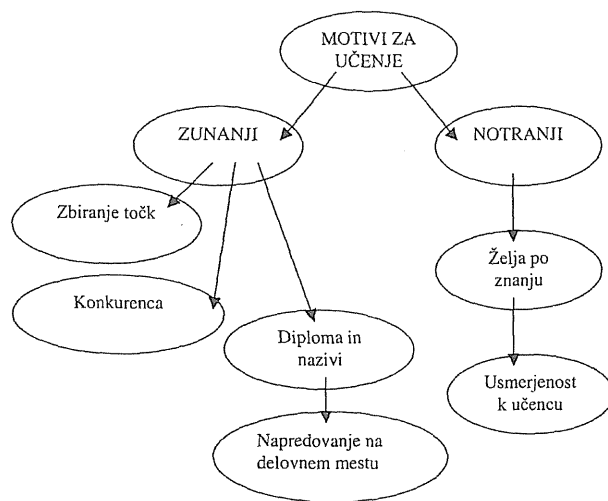 MOTIVI ZA
UČENJE
ZUNANJI
NOTRANJI
Zbiranje točk
Želja po
znanju
Konkurenca
Diploma in
nazivi
Usmerjenost
k učencu
Napredovanje na
delovnem mestu